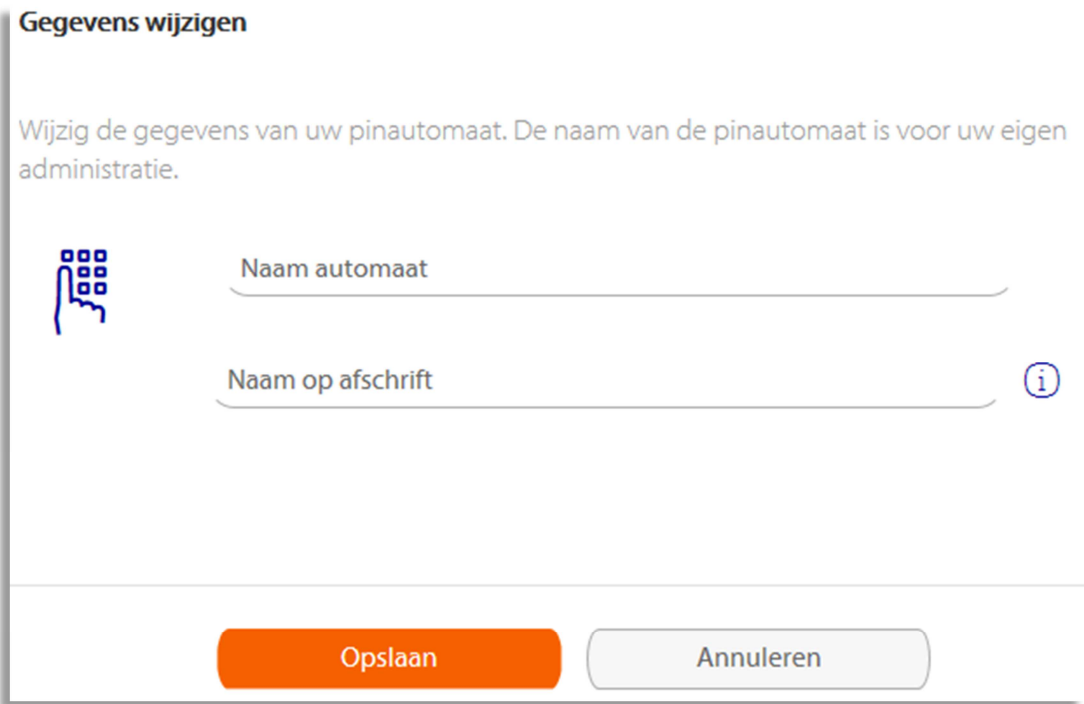 Gegevens wijzigen
Wijzig de gegevens van uw pinautomaat. De naam van de pinautomaat is voor uw eigen
administratie.
Naam automaat
Naam op afschrift
i
Opslaan
Annuleren